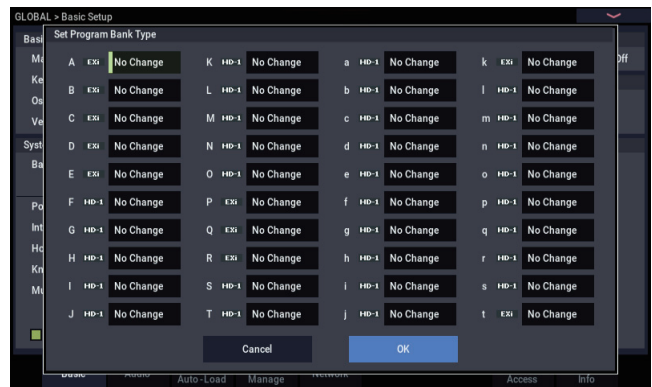 GLOBAL > Basic Setup
Set Program Bank Type
A EXi No Change K HD-1 No Change a HD-1 No Change k EXi No Change
B EXi No Change L HD-1 No Change b HD-1 No Change l HD-1 No Change
C EXi No Change M HD-1 No Change c HD-1 No Change m HD-1 No Change
D EXi No Change N HD-1 No Change d HD-1 No Change n HD-1 No Change
E EXi No Change O HD-1 No Change e HD-1 No Change o HD-1 No Change
F HD-1 No Change P EXi No Change f HD-1 No Change p HD-1 No Change
G HD-1 No Change Q EXi No Change g HD-1 No Change q HD-1 No Change
H HD-1 No Change R EXi No Change h HD-1 No Change r HD-1 No Change
I HD-1 No Change S HD-1 No Change i HD-1 No Change s HD-1 No Change
J HD-1 No Change T HD-1 No Change j HD-1 No Change t EXi No Change
Cancel OK
Basic Audio Auto-Load Manage Network Access Info